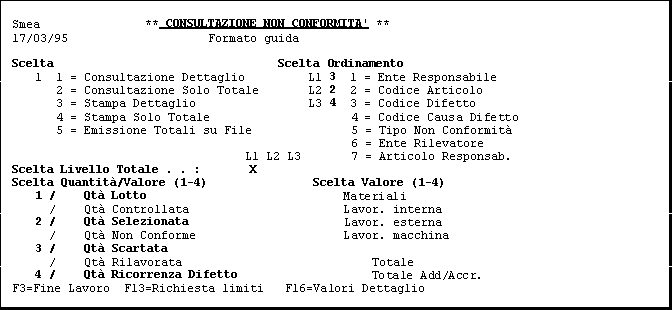 Smea ** CONSULTAZIONE NON CONFORMITA' **
17/03/95 Formato guida
Scelta Scelta Ordinamento
1 1 = Consultazione Dettaglio L1 3 1 = Ente Responsabile
2 = Consultazione Solo Totale L2 2 2 = Codice Articolo
3 = Stampa Dettaglio L3 4 3 = Codice Difetto
4 = Stampa Solo Totale 4 = Codice Causa Difetto
5 = Emissione Totali su File 5 = Tipo Non Conformità
6 = Ente Rilevatore
L1 L2 L3 7 = Articolo Responsab.
Scelta Livello Totale . . : X
Scelta Quantità/Valore (1-4) Scelta Valore (1-4)
1 / Qtà Lotto Materiali
/ Qtà Controllata Lavor. interna
2 / Qtà Selezionata Lavor. esterna
/ Qtà Non Conforme Lavor. macchina
3 / Qtà Scartata
/ Qtà Rilavorata Totale
4 / Qtà Ricorrenza Difetto Totale Add/Accr.
F3=Fine Lavoro F13=Richiesta limiti F16=Valori Dettaglio